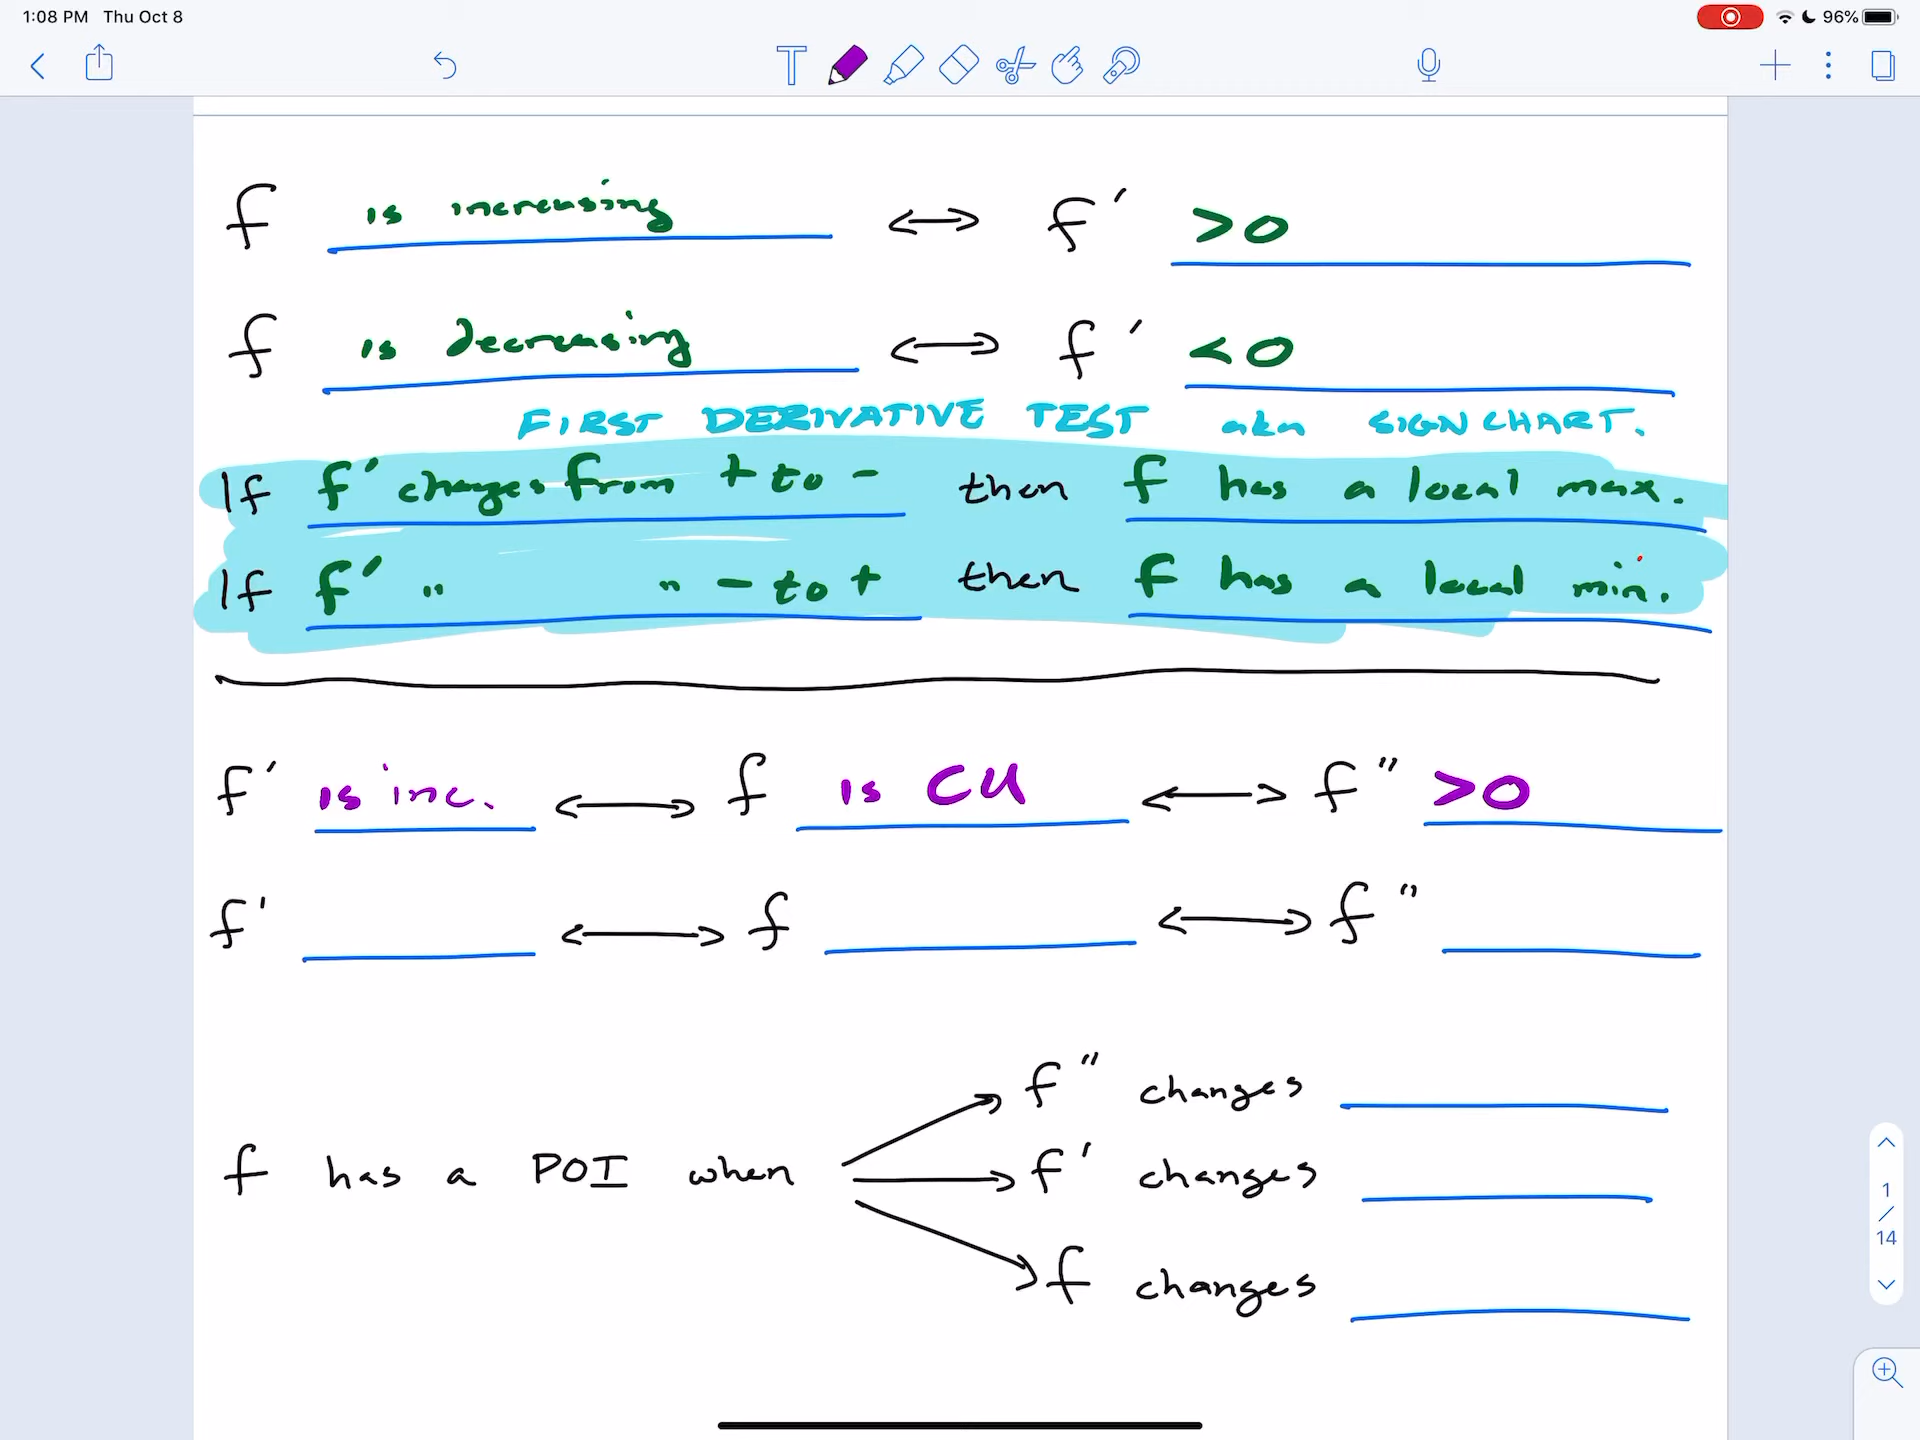 1:08 PM Thu Oct 8 96%
T
f is increasing ⟷ f′ >0
f is decreasing ⟷ f′ <0
FIRST DERIVATIVE TEST aka SIGN CHART.
If f′ changes from + to - then f has a local max.
If f′ " " - to + then f has a local min.
f′ is inc. ⟷ f is CU ⟷ f″ >0
f′ ⟷ f ⟷ f″
f″ changes
f has a POI when f′ changes
f changes
1
/
14